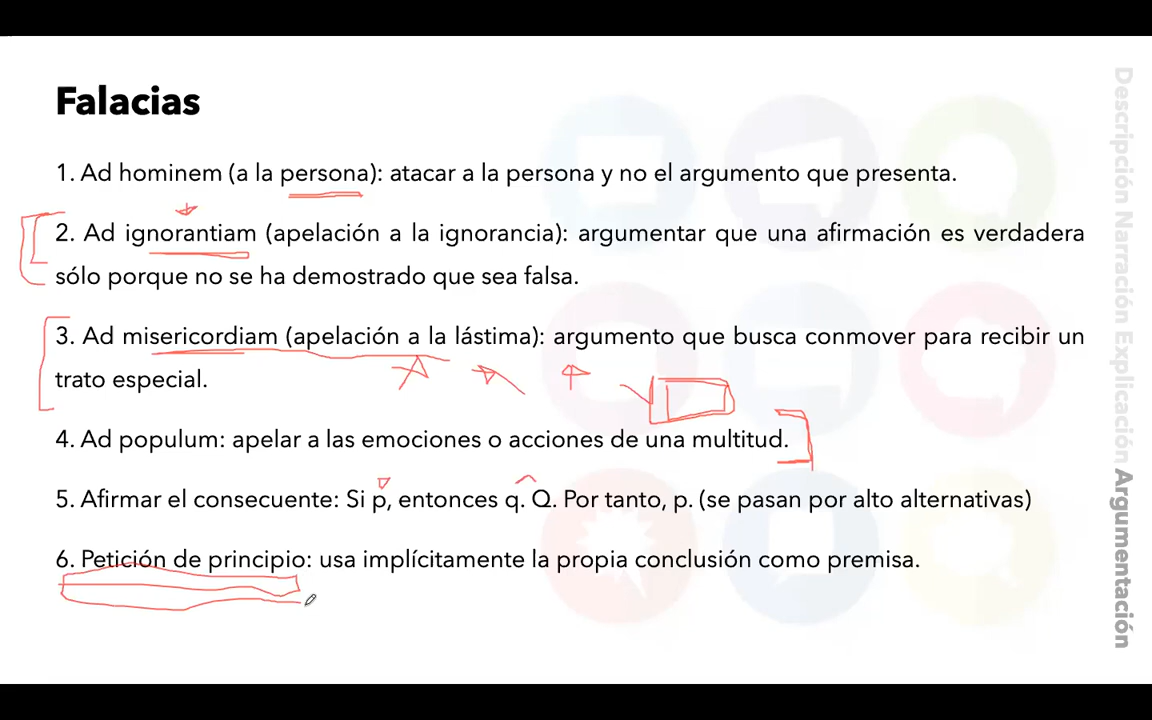 Falacias
1. Ad hominem (a la persona): atacar a la persona y no el argumento que presenta.
2. Ad ignorantiam (apelación a la ignorancia): argumentar que una afirmación es verdadera
sólo porque no se ha demostrado que sea falsa.
3. Ad misericordiam (apelación a la lástima): argumento que busca conmover para recibir un
trato especial.
4. Ad populum: apelar a las emociones o acciones de una multitud.
5. Afirmar el consecuente: Si p, entonces q. Q. Por tanto, p. (se pasan por alto alternativas)
6. Petición de principio: usa implícitamente la propia conclusión como premisa.
Descripción Narración Explicación Argumentación